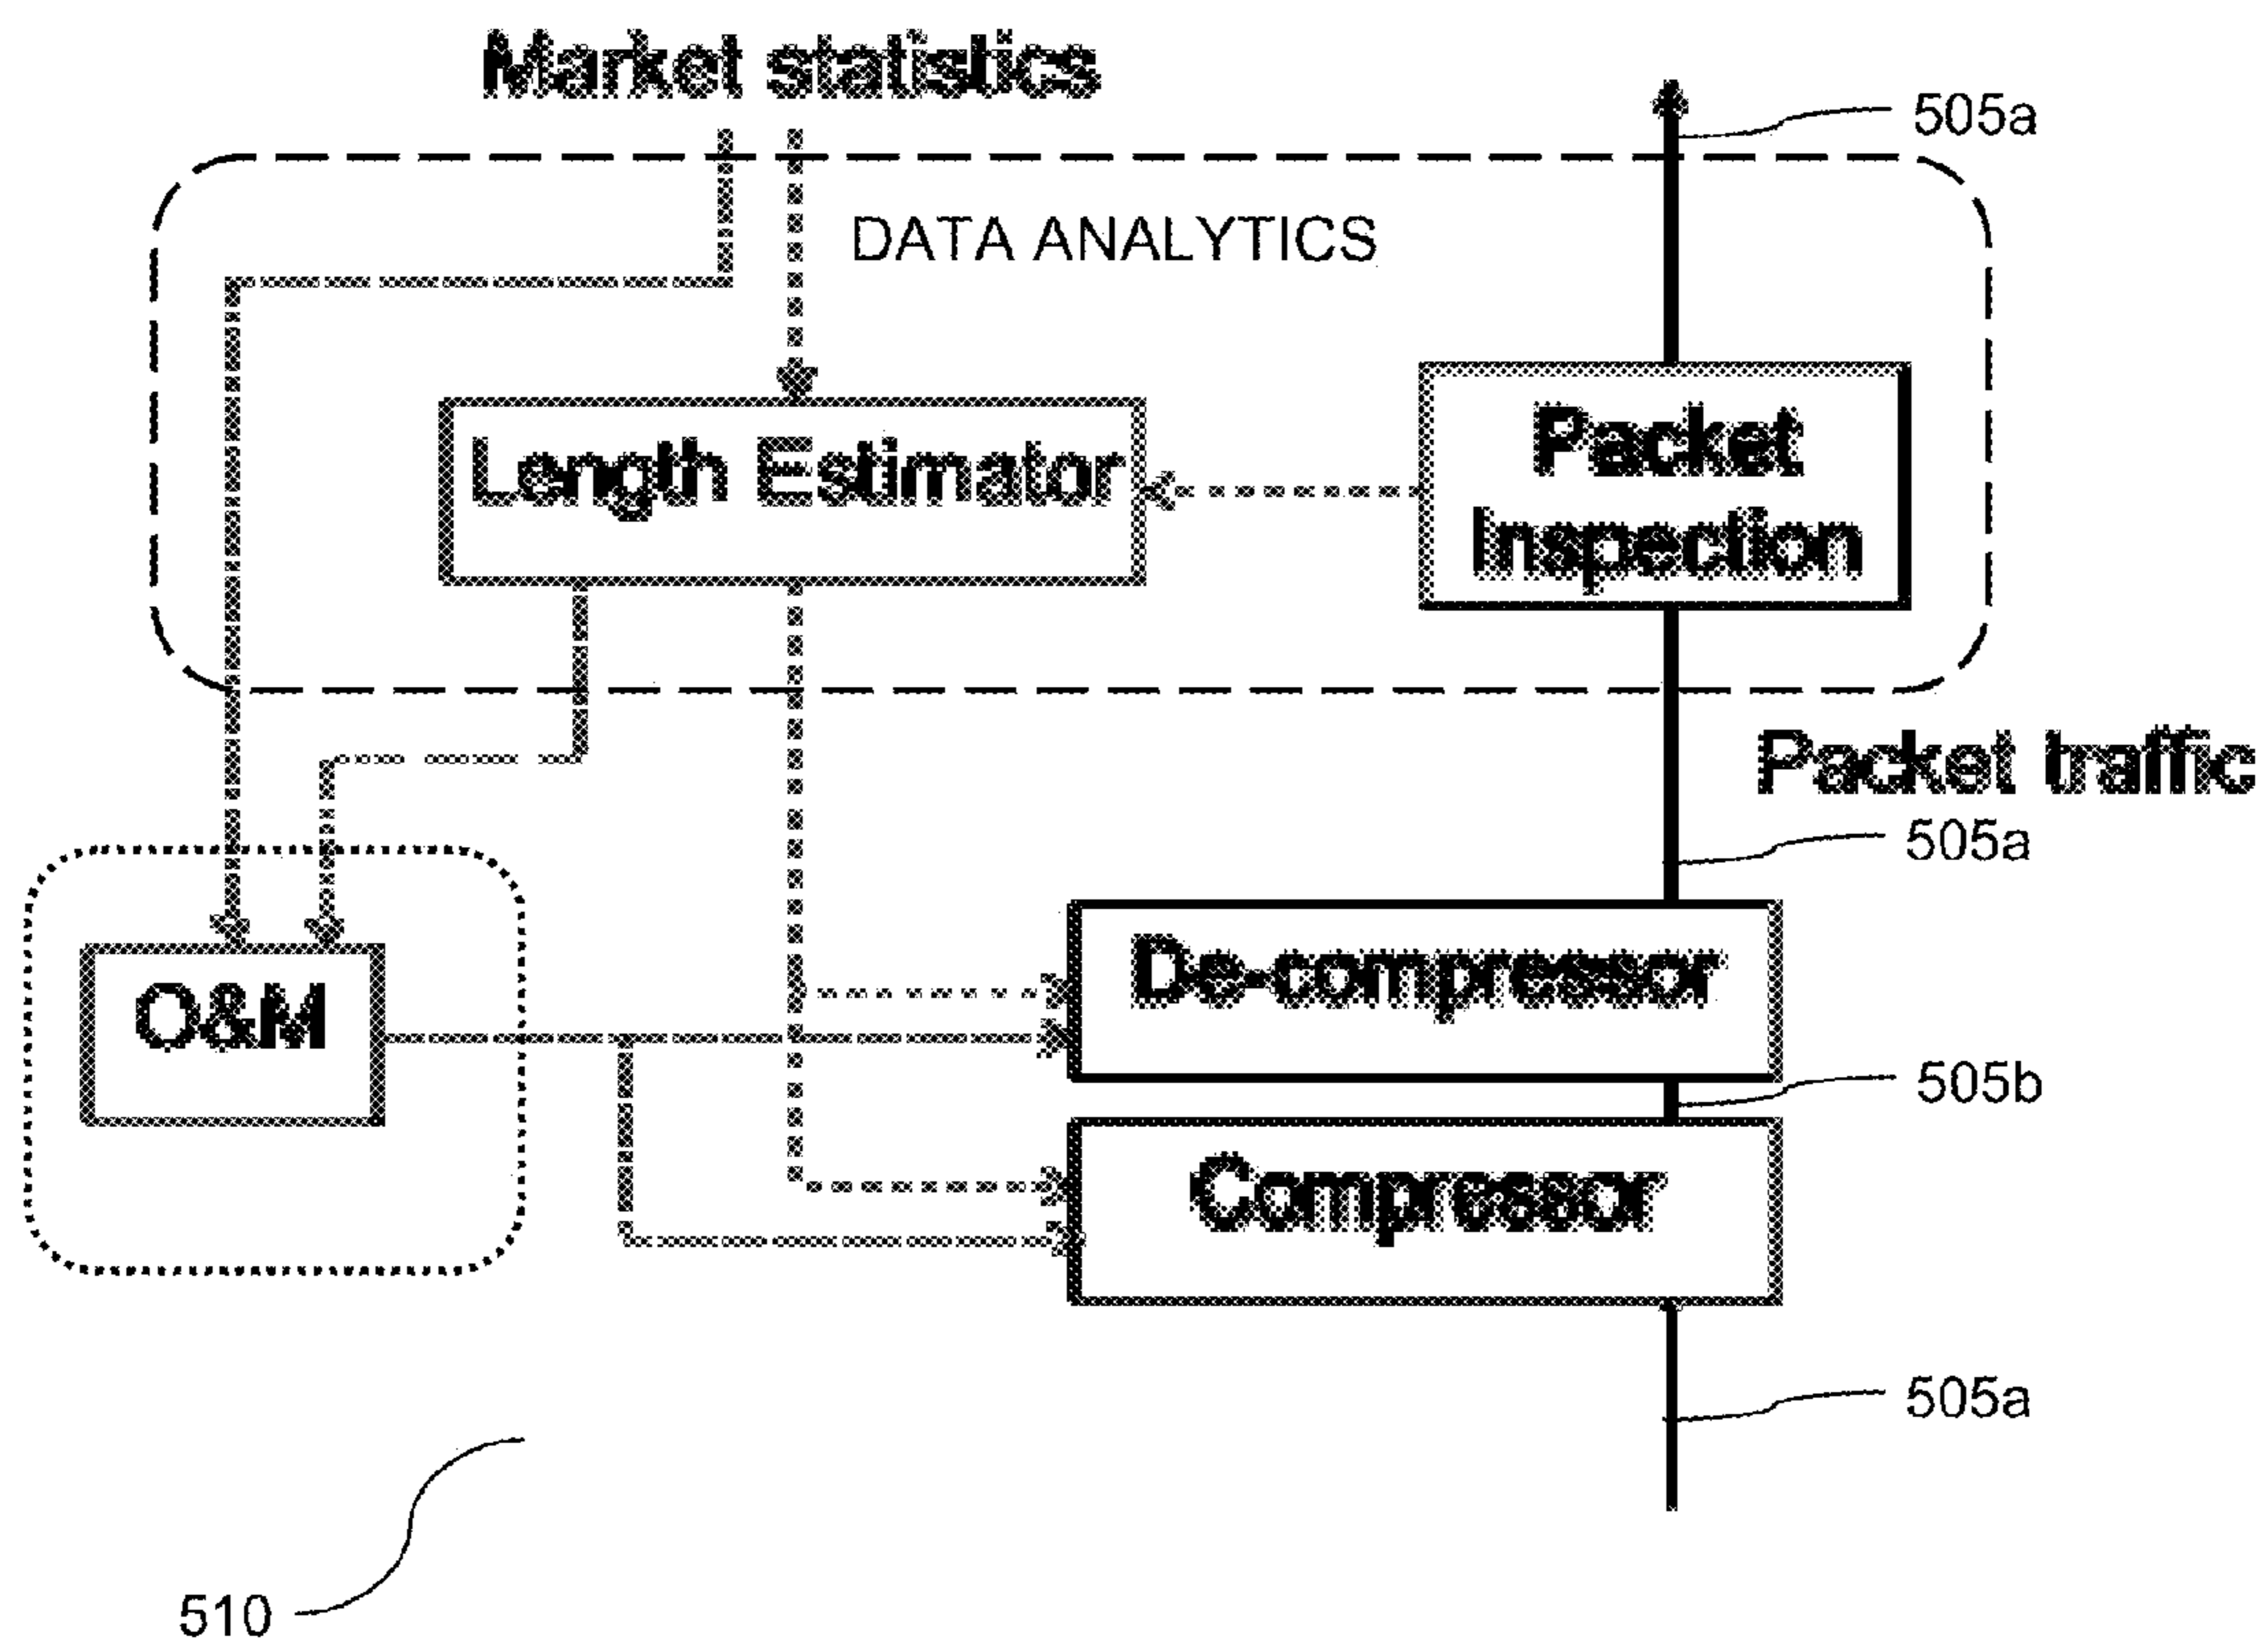 Market statistics
505a
DATA ANALYTICS
Length Estimator
Packet
Inspection
Packet traffic
505a
De-compressor
O&M
505b
Compressor
505a
510